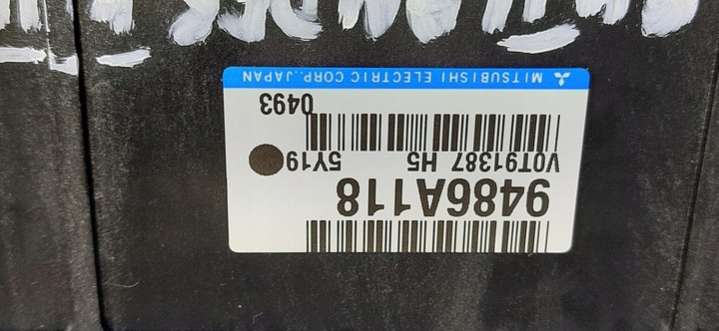 9486A118
V0T91387 H5 5Y19
0493
MITSUBISHI ELECTRIC CORP.,JAPAN